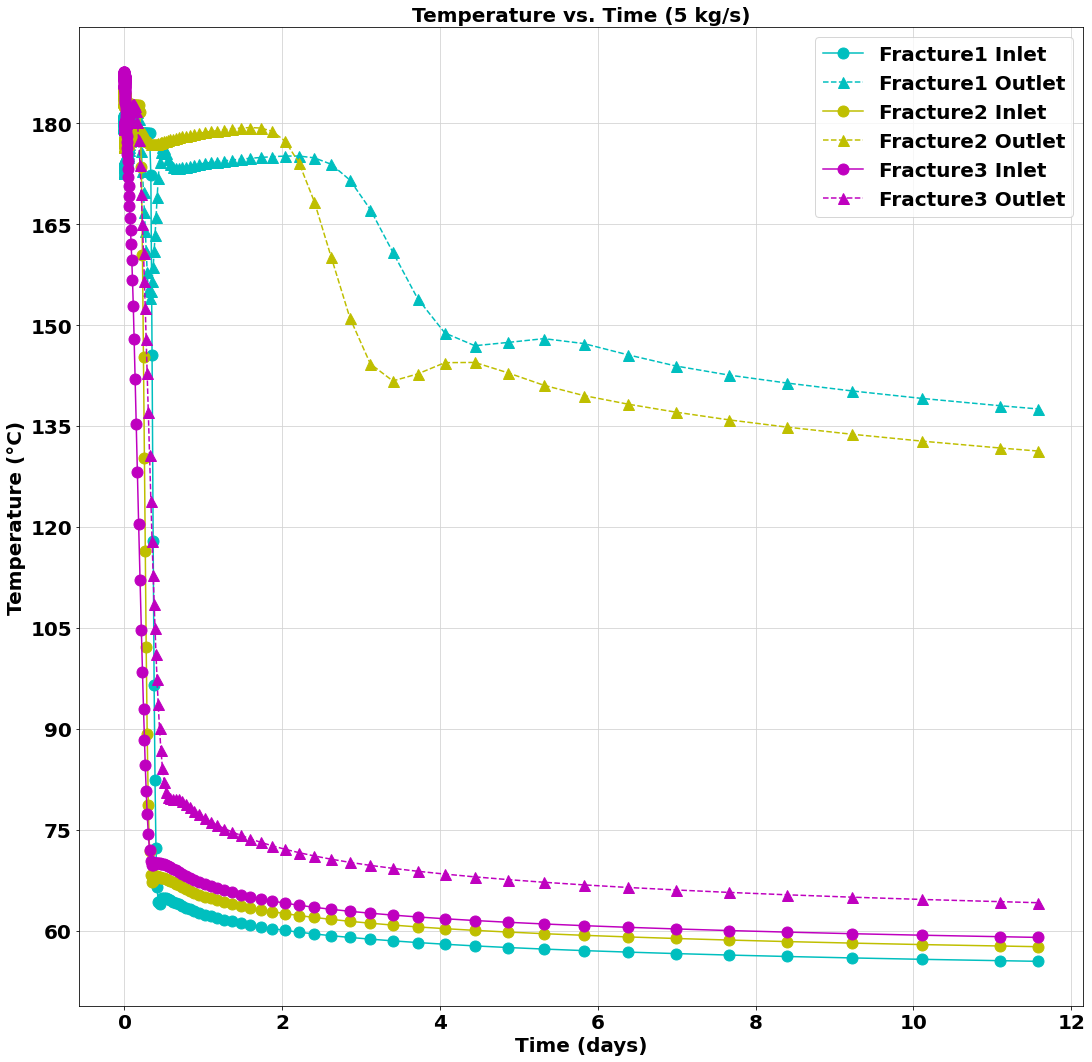 Temperature vs. Time (5 kg/s)
Fracture1 Inlet
Fracture1 Outlet
Fracture2 Inlet
Fracture2 Outlet
Fracture3 Inlet
Fracture3 Outlet
Temperature (°C)
180
165
150
135
120
105
90
75
60
0 2 4 6 8 10 12
Time (days)